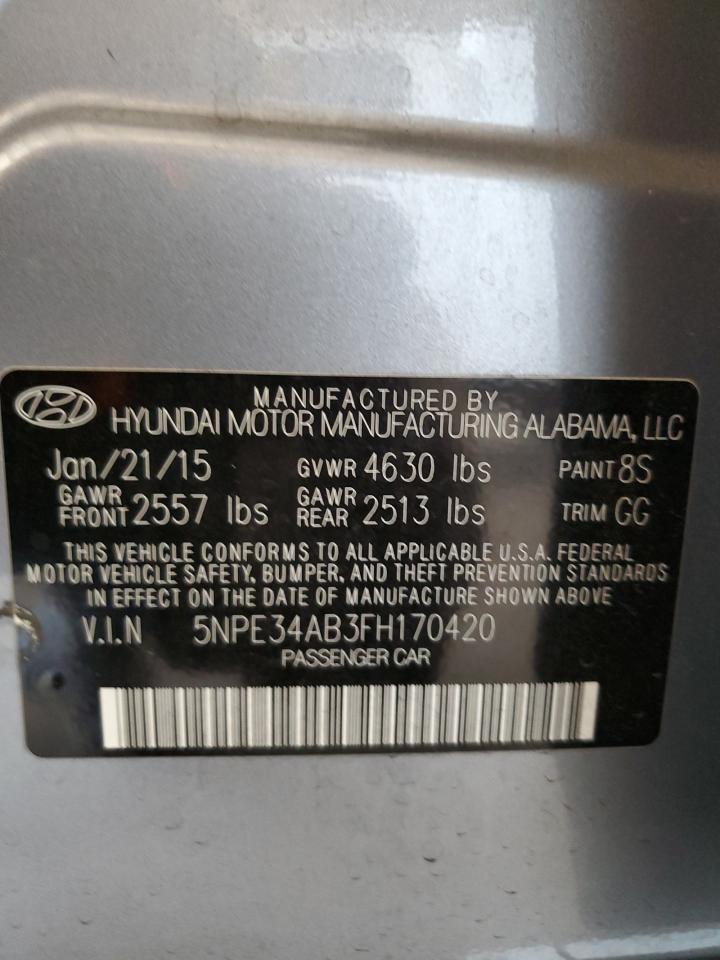 MANUFACTURED BY
HYUNDAI MOTOR MANUFACTURING ALABAMA, LLC
Jan/21/15 GVWR 4630 lbs PAINT 8S
GAWR FRONT 2557 lbs GAWR REAR 2513 lbs TRIM GG
THIS VEHICLE CONFORMS TO ALL APPLICABLE U.S.A. FEDERAL
MOTOR VEHICLE SAFETY, BUMPER, AND THEFT PREVENTION STANDARDS
IN EFFECT ON THE DATE OF MANUFACTURE SHOWN ABOVE
V.I.N 5NPE34AB3FH170420
PASSENGER CAR